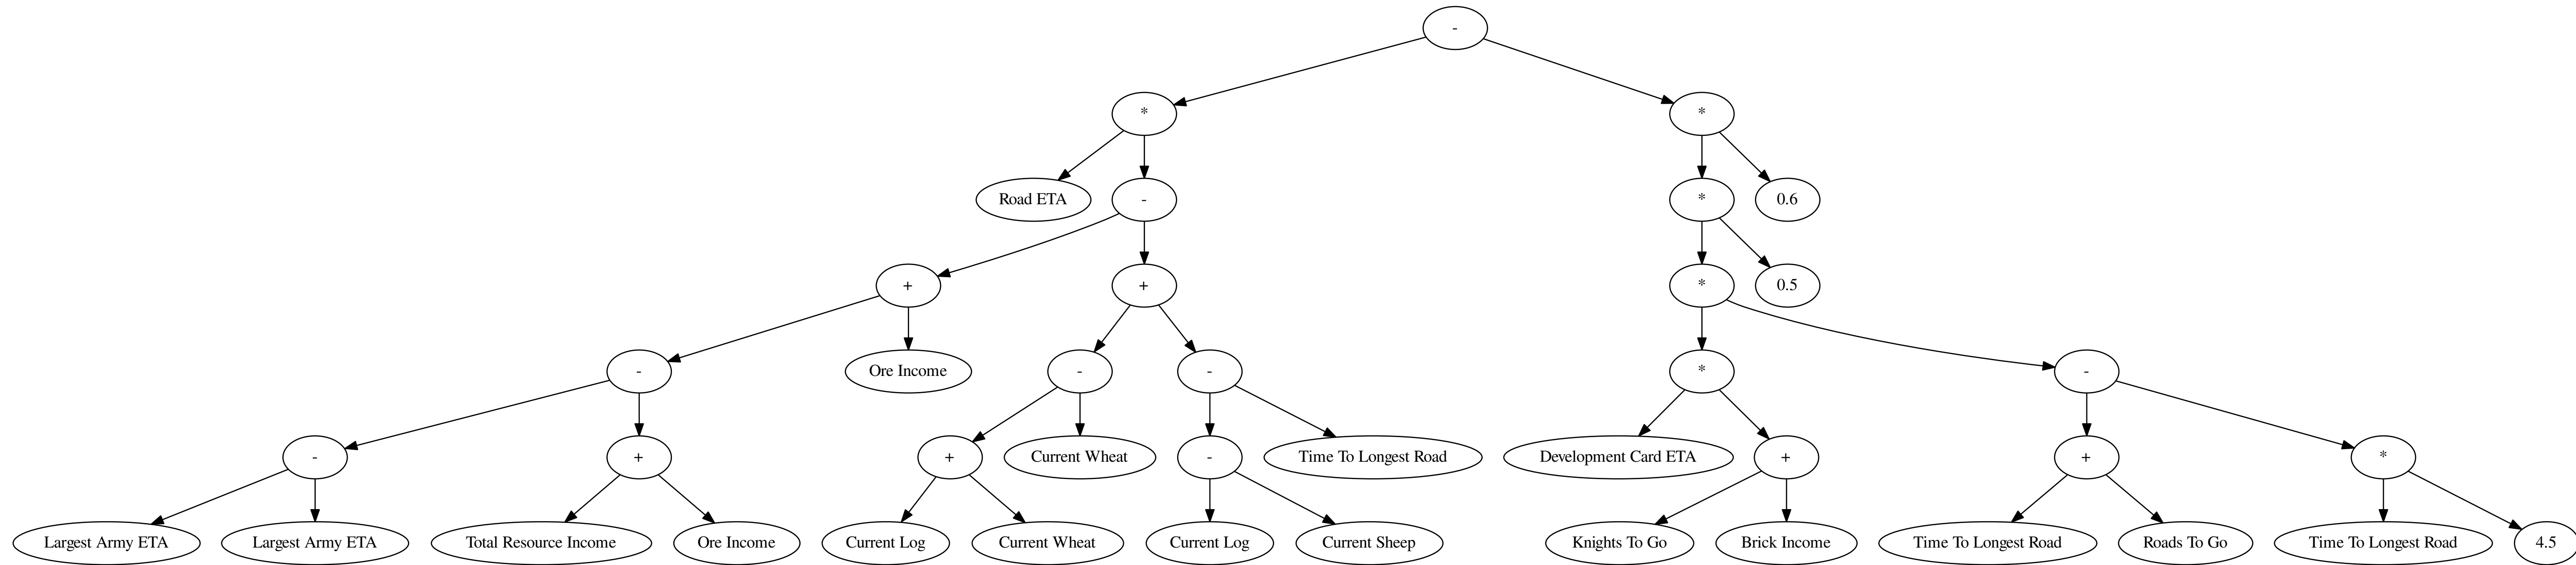 -
*
*
Road ETA
-
*
0.6
+
+
*
0.5
-
Ore Income
-
-
*
-
-
+
+
Current Wheat
-
Time To Longest Road
Development Card ETA
+
+
*
Largest Army ETA
Largest Army ETA
Total Resource Income
Ore Income
Current Log
Current Wheat
Current Log
Current Sheep
Knights To Go
Brick Income
Time To Longest Road
Roads To Go
Time To Longest Road
4.5